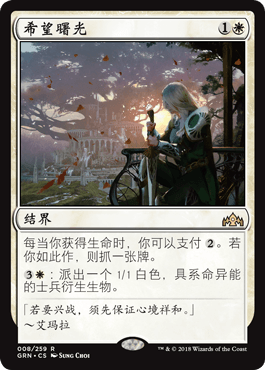 希望曙光 1
结界
每当你获得生命时，你可以支付 2。若
你如此作，则抓一张牌。
3：派出一个 1/1 白色，具系命异能
的士兵衍生生物。
「若要兴战，须先保证心境祥和。」
～艾玛拉
008/259 R
GRN • CS SUNG CHOI
™ & © 2018 Wizards of the Coast